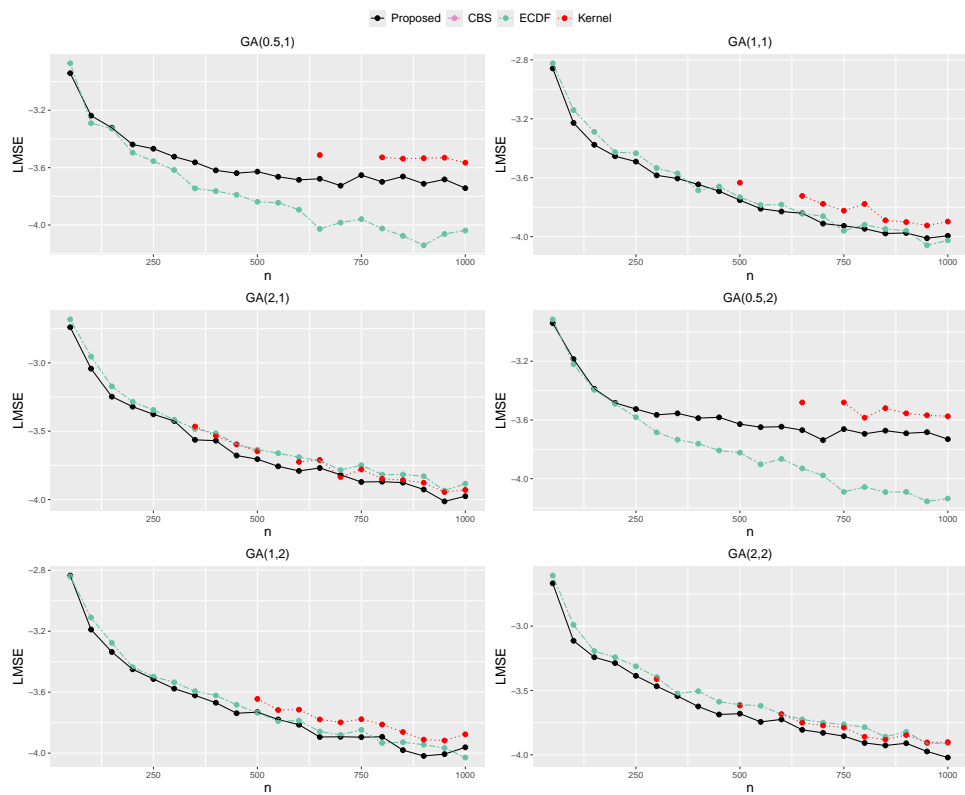 Proposed CBS ECDF Kernel
GA(0.5,1) GA(1,1)
LMSE
−3.2
−3.6
−4.0
250 500 750 1000
n
LMSE
−2.8
−3.2
−3.6
−4.0
250 500 750 1000
n
GA(2,1) GA(0.5,2)
LMSE
−3.0
−3.5
−4.0
250 500 750 1000
n
LMSE
−3.2
−3.6
−4.0
250 500 750 1000
n
GA(1,2) GA(2,2)
LMSE
−2.8
−3.2
−3.6
−4.0
250 500 750 1000
n
LMSE
−3.0
−3.5
−4.0
250 500 750 1000
n